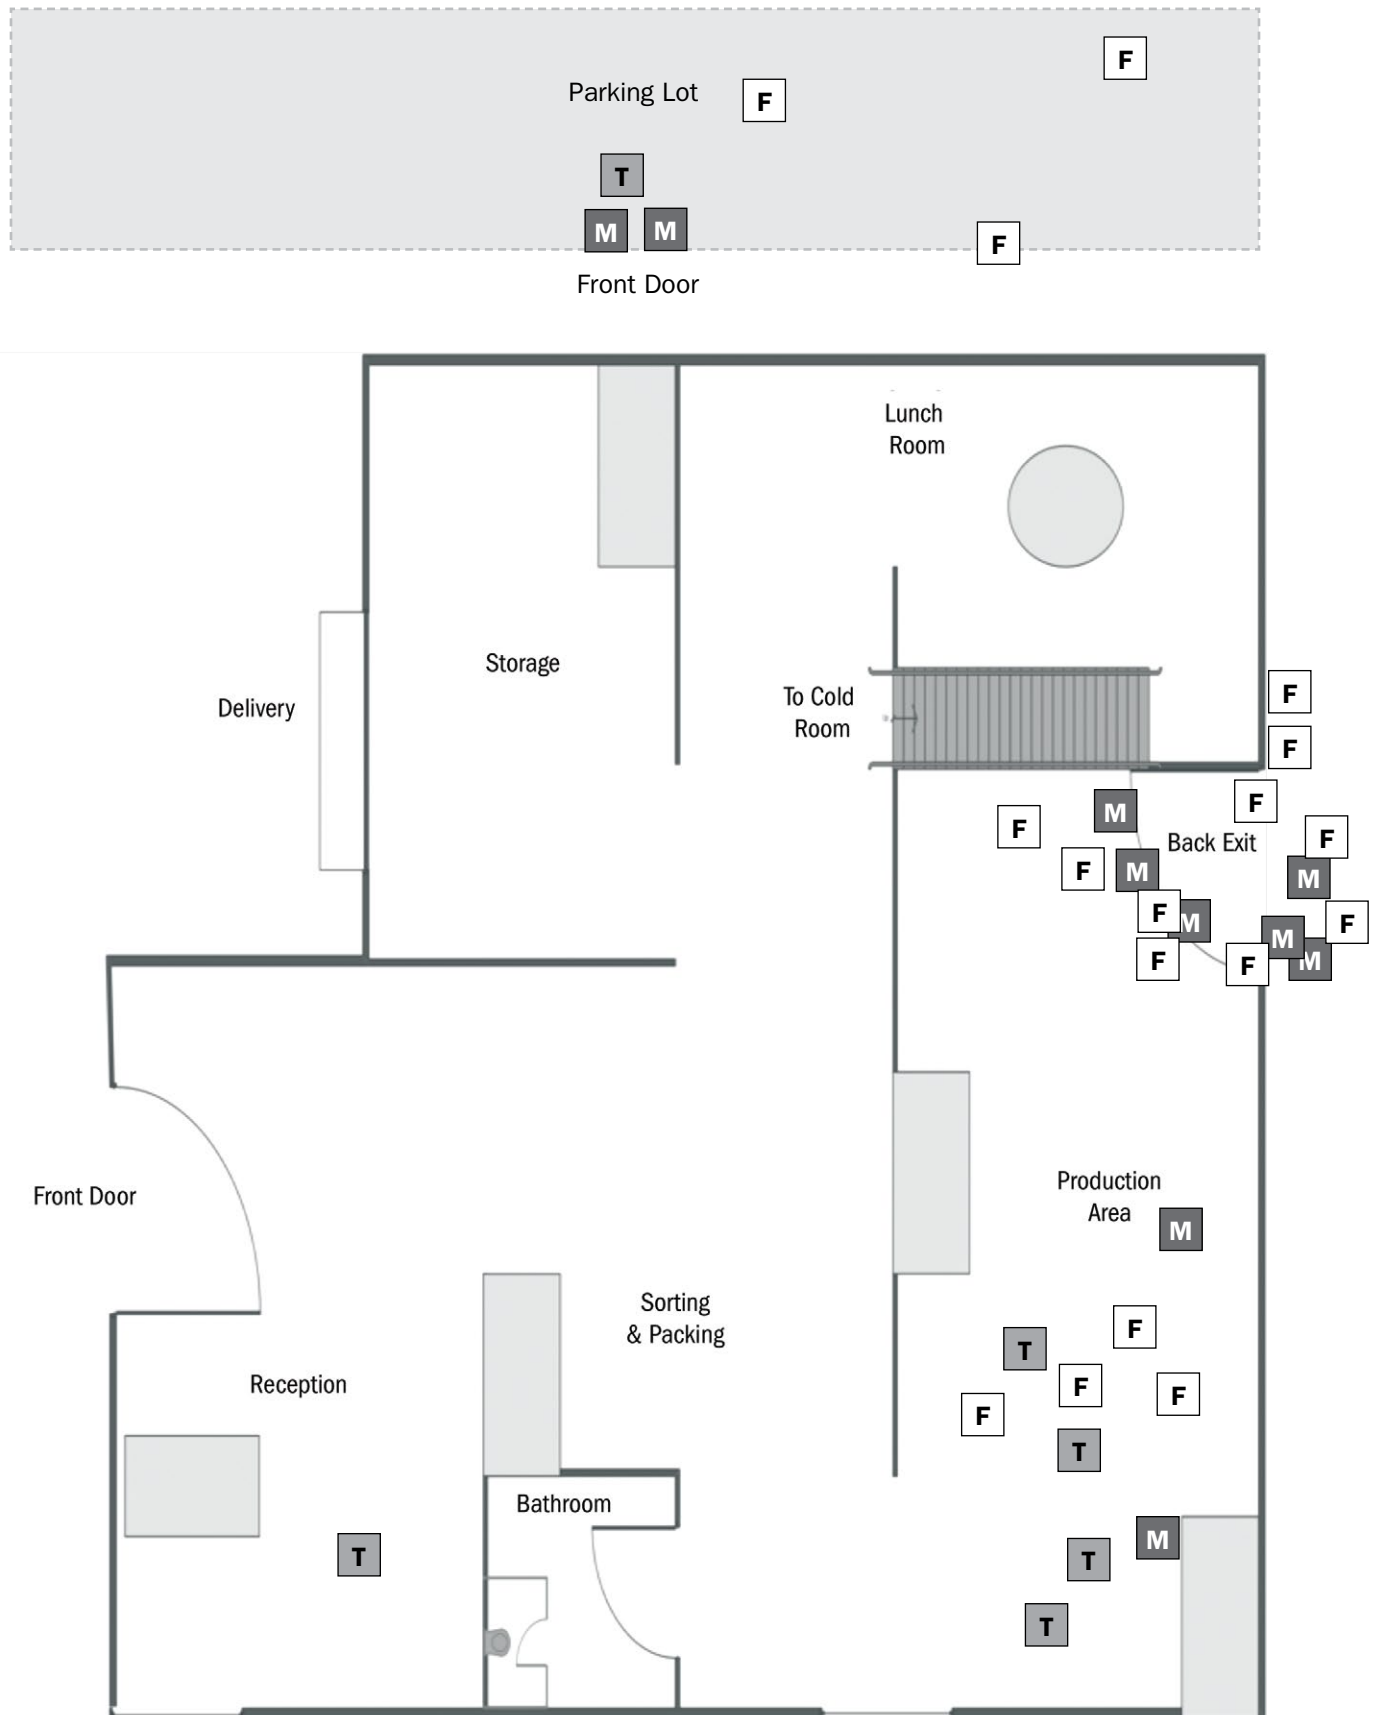 F
Parking Lot F
T
M M
F
Front Door
Lunch
Room
Storage
Delivery
To Cold
Room
F
F
F
M
F
F
Back Exit
F
M
M
F
F
M
M
F
M
F
F
M
Front Door
Production
Area
M
Sorting
& Packing
F
T
F
F
F
Reception
T
Bathroom
M
T
T
T